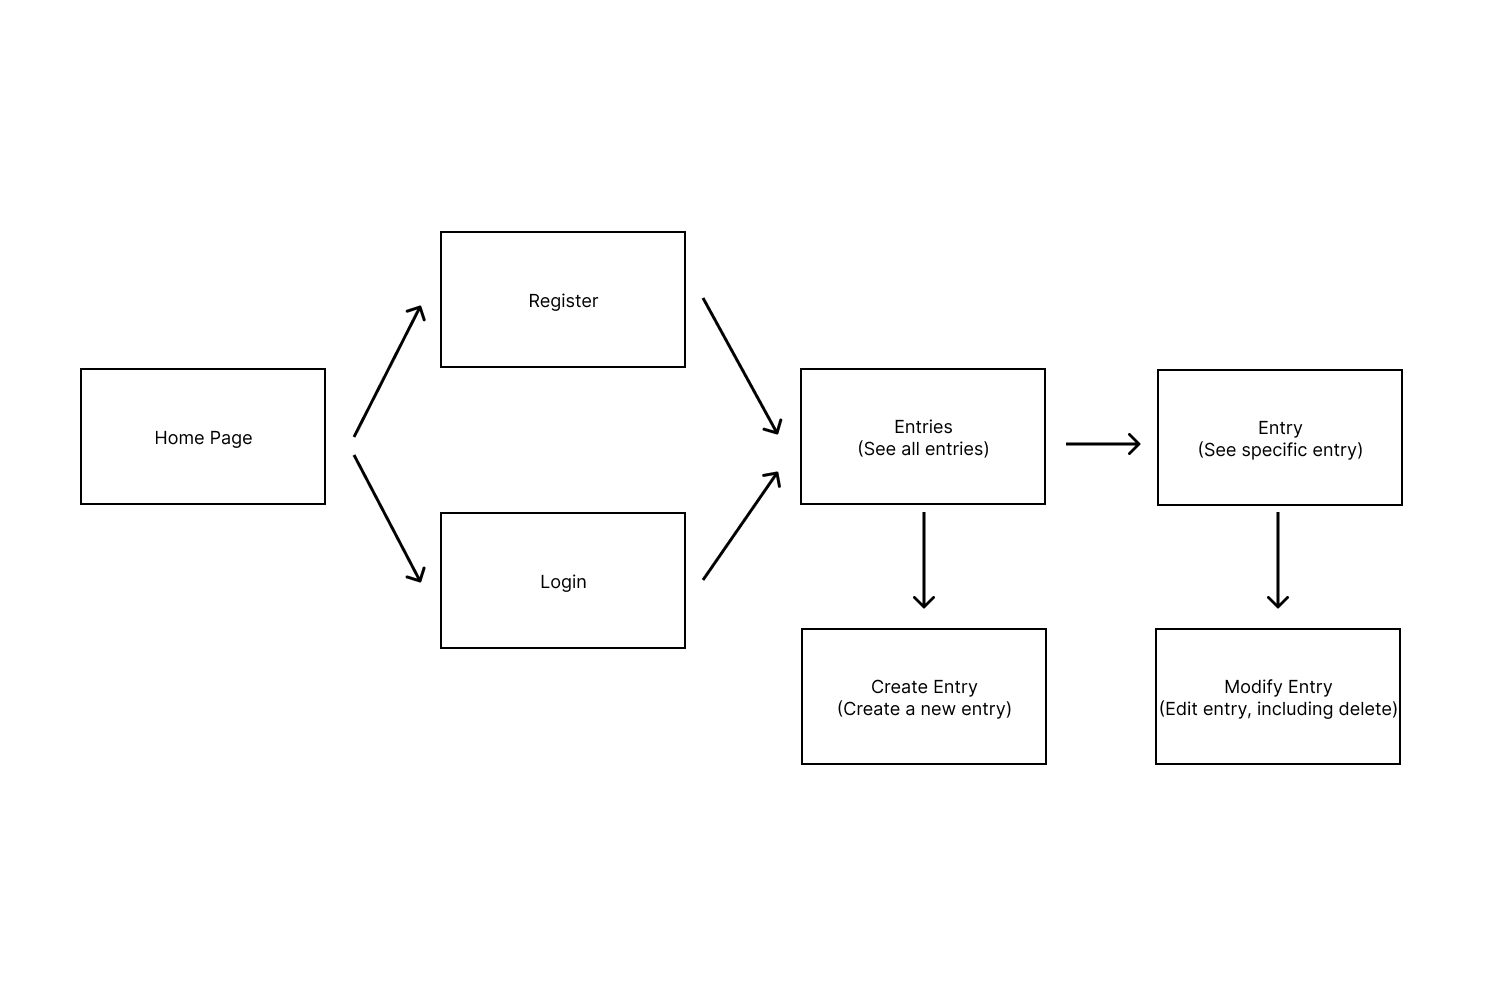 Home Page
Register
Login
Entries
(See all entries)
Entry
(See specific entry)
Create Entry
(Create a new entry)
Modify Entry
(Edit entry, including delete)